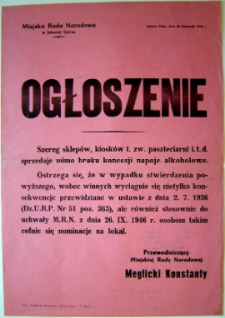 Miejska Rada Narodowa
w Jeleniej Górze
OGŁOSZENIE
Szereg sklepów, kiosków t. zw. paszteciarni i.t.d.
sprzedaje mimo braku koncesji napoje alkoholowe.
Ostrzega się, że w wypadku stwierdzenia po-
wyższego, wobec winnych wyciągnie się nietylko kon-
sekwencje przewidziane w ustawie z dnia 2. 7. 1936
(Dz.U.R.P. Nr 51 poz. 363), ale również stosownie do
uchwały M.R.N. z dnia 26. IX. 1946 r. osobom takim
cofnie się nominacje na lokal.
Przewodniczący
Miejskiej Rady Narodowej
Meglicki Konstanty